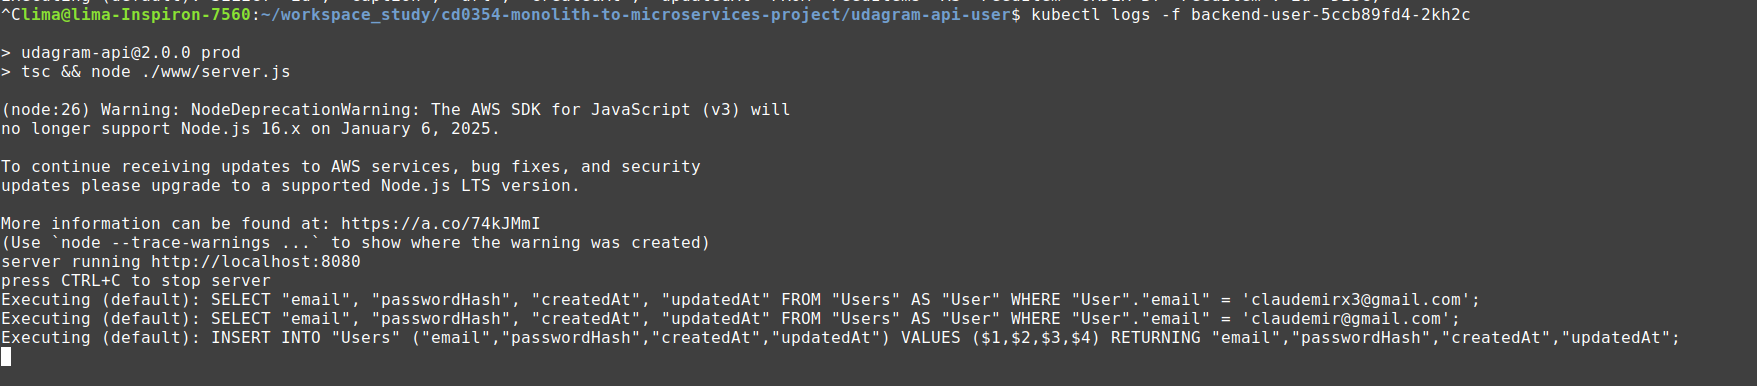 ^Clima@lima-Inspiron-7560:~/workspace_study/cd0354-monolith-to-microservices-project/udagram-api-user$ kubectl logs -f backend-user-5ccb89fd4-2kh2c
> udagram-api@2.0.0 prod
> tsc && node ./www/server.js
(node:26) Warning: NodeDeprecationWarning: The AWS SDK for JavaScript (v3) will
no longer support Node.js 16.x on January 6, 2025.
To continue receiving updates to AWS services, bug fixes, and security
updates please upgrade to a supported Node.js LTS version.
More information can be found at: https://a.co/74kJMmI
(Use `node --trace-warnings ...` to show where the warning was created)
server running http://localhost:8080
press CTRL+C to stop server
Executing (default): SELECT "email", "passwordHash", "createdAt", "updatedAt" FROM "Users" AS "User" WHERE "User"."email" = 'claudemirx3@gmail.com';
Executing (default): SELECT "email", "passwordHash", "createdAt", "updatedAt" FROM "Users" AS "User" WHERE "User"."email" = 'claudemir@gmail.com';
Executing (default): INSERT INTO "Users" ("email","passwordHash","createdAt","updatedAt") VALUES ($1,$2,$3,$4) RETURNING "email","passwordHash","createdAt","updatedAt";